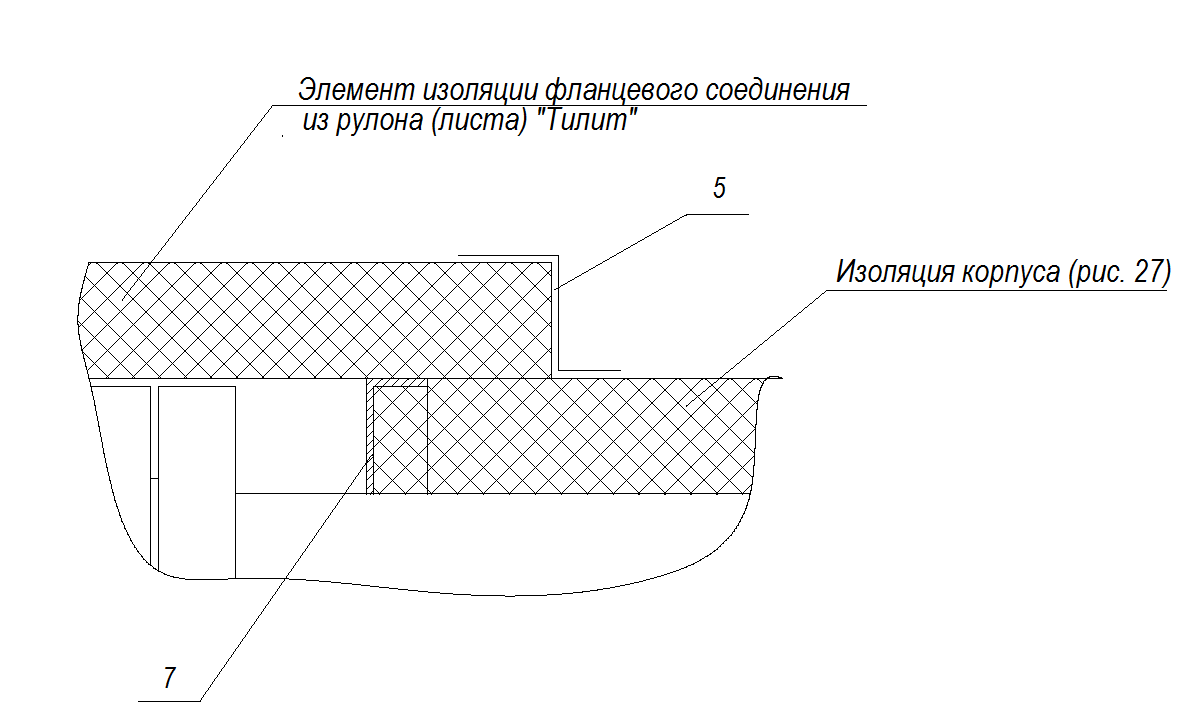 Элемент изоляции фланцевого соединения
из рулона (листа) "Тилит"
5
Изоляция корпуса (рис. 27)
7